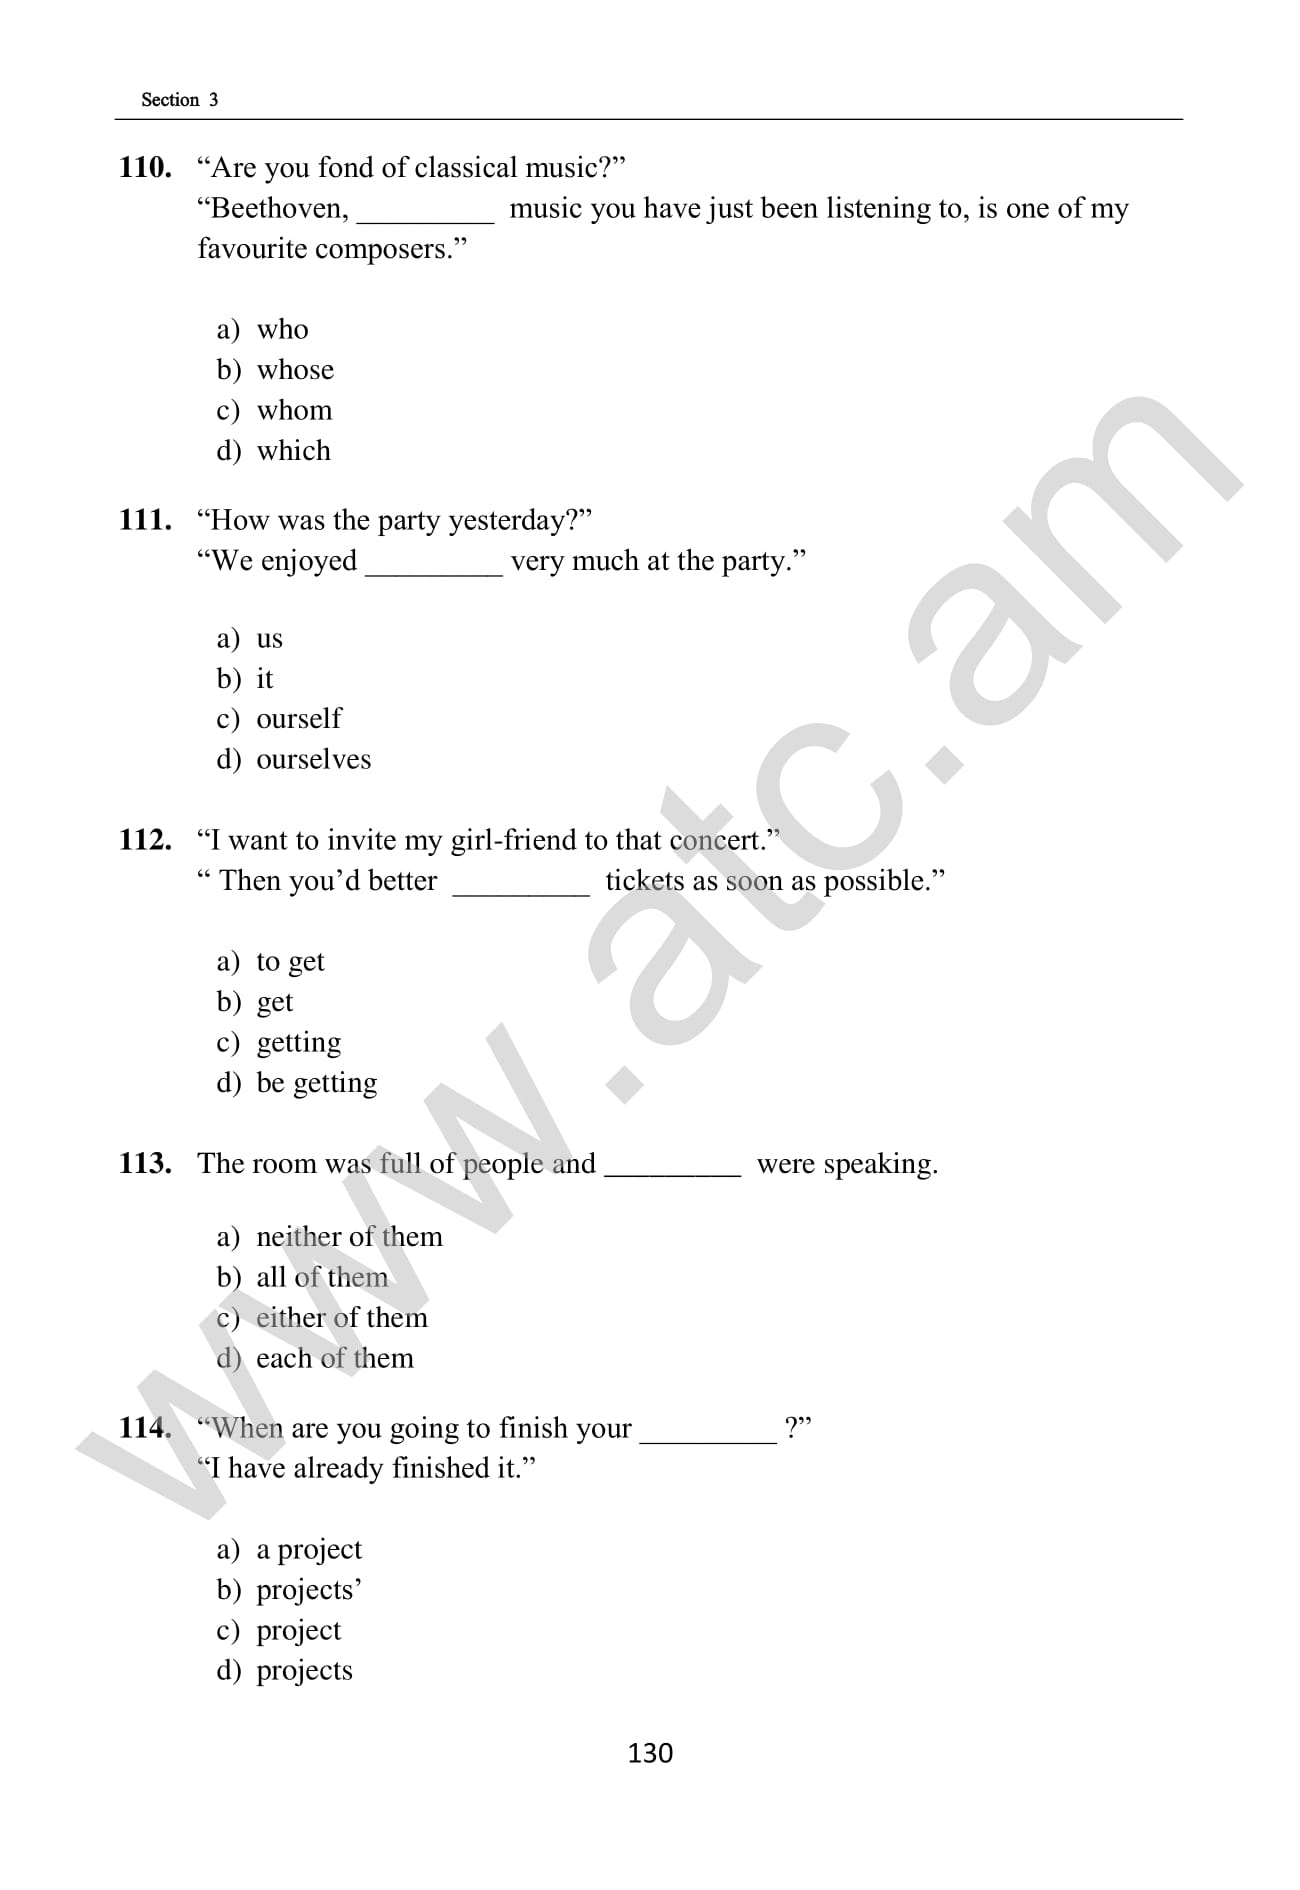 Section 3
110. “Are you fond of classical music?”
“Beethoven, _________ music you have just been listening to, is one of my
favourite composers.”
a) who
b) whose
c) whom
d) which
111. “How was the party yesterday?”
“We enjoyed _________ very much at the party.”
a) us
b) it
c) ourself
d) ourselves
112. “I want to invite my girl-friend to that concert.”
“ Then you’d better _________ tickets as soon as possible.”
a) to get
b) get
c) getting
d) be getting
113. The room was full of people and _________ were speaking.
a) neither of them
b) all of them
c) either of them
d) each of them
114. “When are you going to finish your _________ ?”
“I have already finished it.”
a) a project
b) projects’
c) project
d) projects
130
www.atc.am